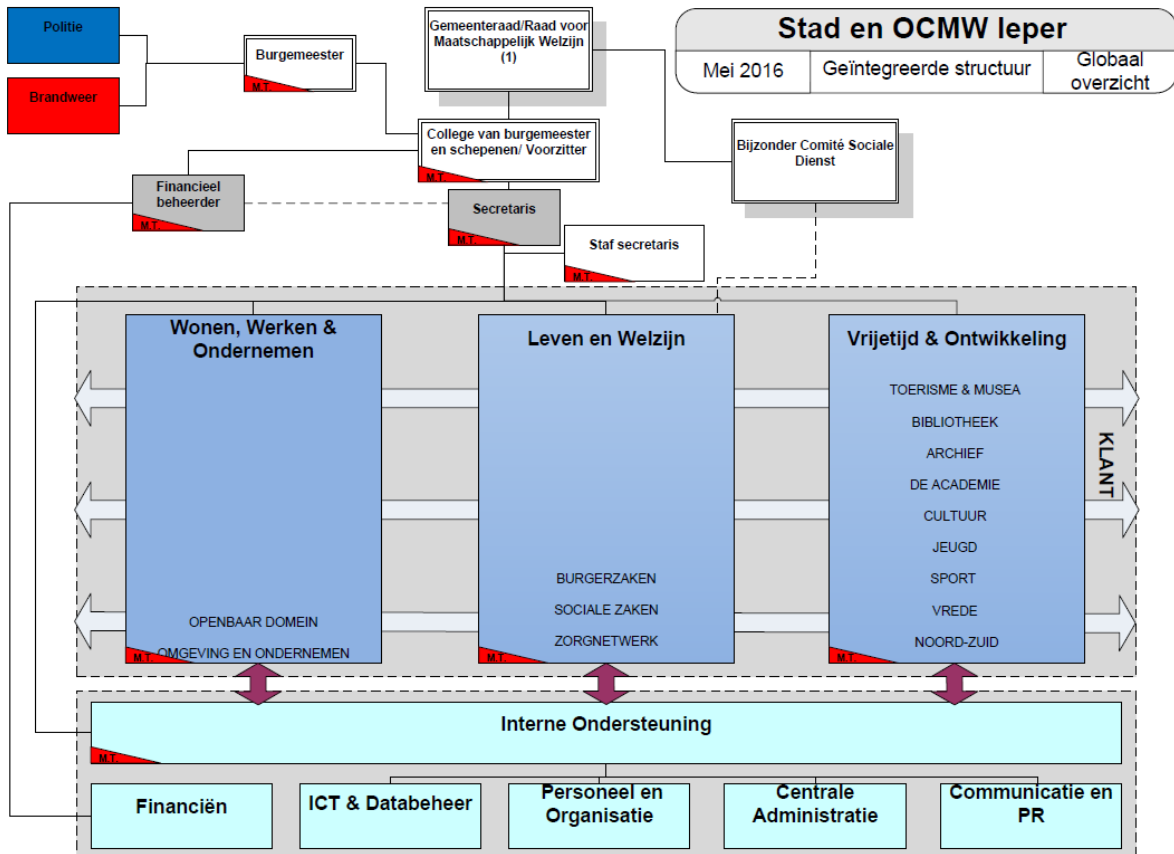 Politie
Brandweer
Burgemeester
M.T.
Gemeenteraad/Raad voor
Maatschappelijk Welzijn
(1)
Stad en OCMW Ieper
Mei 2016
Geïntegreerde structuur
Globaal
overzicht
College van burgemeester
en schepenen/ Voorzitter
M.T.
Bijzonder Comité Sociale
Dienst
Financieel
beheerder
M.T.
Secretaris
M.T.
Staf secretaris
M.T.
Wonen, Werken &
Ondernemen
OPENBAAR DOMEIN
OMGEVING EN ONDERNEMEN
M.T.
Leven en Welzijn
BURGERZAKEN
SOCIALE ZAKEN
ZORGNETWERK
M.T.
Vrijetijd & Ontwikkeling
TOERISME & MUSEA
BIBLIOTHEEK
ARCHIEF
DE ACADEMIE
CULTUUR
JEUGD
SPORT
VREDE
NOORD-ZUID
M.T.
KLANT
Interne Ondersteuning
M.T.
Financiën
ICT & Databeheer
Personeel en
Organisatie
Centrale
Administratie
Communicatie en
PR